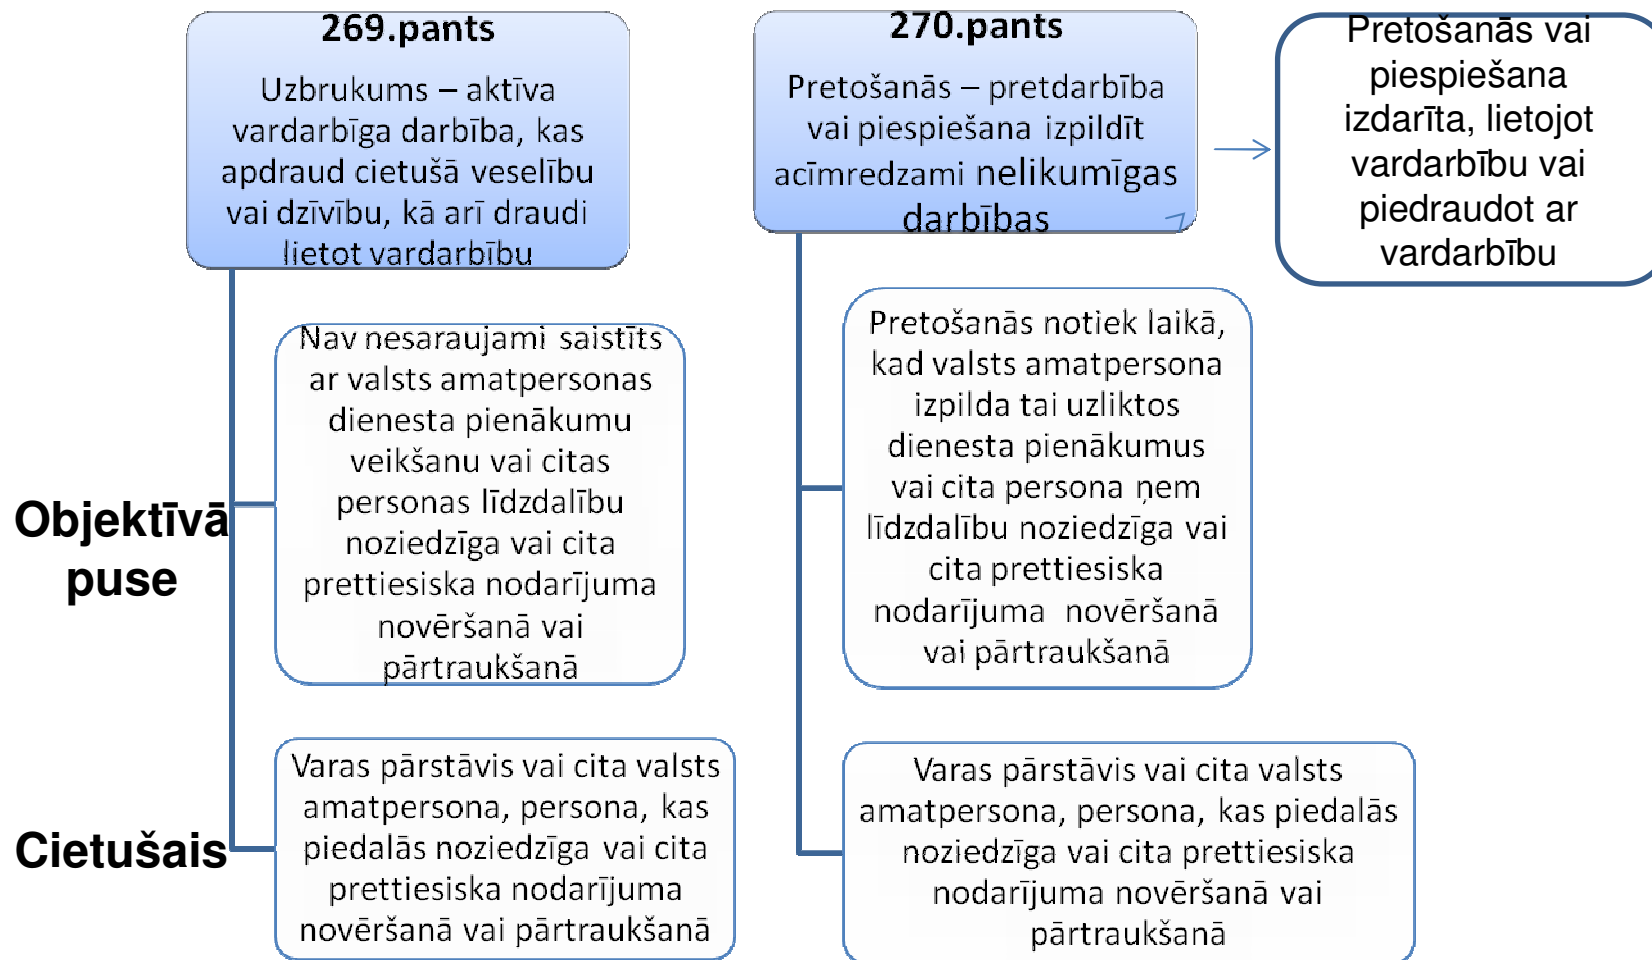 269.pants
Uzbrukums – aktīva
vardarbīga darbība, kas
apdraud cietušā veselību
vai dzīvību, kā arī draudi
lietot vardarbību
270.pants
Pretošanās – pretdarbība
vai piespiešana izpildīt
acīmredzami nelikumīgas
darbības
Pretošanās vai
piespiešana
izdarīta, lietojot
vardarbību vai
piedraudot ar
vardarbību
Objektīvā
puse
Nav nesaraujami saistīts
ar valsts amatpersonas
dienesta pienākumu
veikšanu vai citas
personas līdzdalību
noziedzīga vai cita
prettiesiska nodarījuma
novēršanā vai
pārtraukšanā
Pretošanās notiek laikā,
kad valsts amatpersona
izpilda tai uzliktos
dienesta pienākumus
vai cita persona ņem
līdzdalību noziedzīga vai
cita prettiesiska
nodarījuma novēršanā
vai pārtraukšanā
Cietušais
Varas pārstāvis vai cita valsts
amatpersona, persona, kas
piedalās noziedzīga vai cita
prettiesiska nodarījuma
novēršanā vai pārtraukšanā
Varas pārstāvis vai cita valsts
amatpersona, persona, kas piedalās
noziedzīga vai cita prettiesiska
nodarījuma novēršanā vai
pārtraukšanā